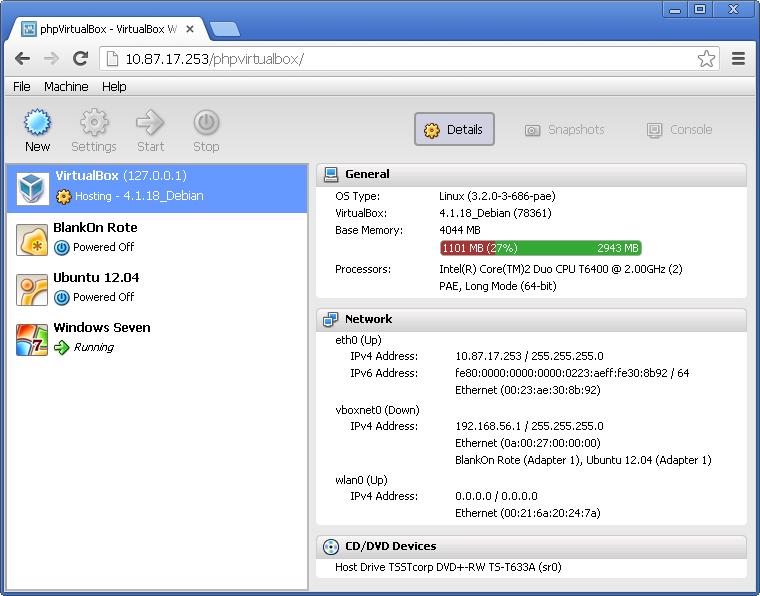 phpVirtualBox - VirtualBox W
10.87.17.253/phpvirtualbox/
File Machine Help
New Settings Start Stop Details Snapshots Console
VirtualBox (127.0.0.1)
Hosting - 4.1.18_Debian
BlankOn Rote
Powered Off
Ubuntu 12.04
Powered Off
Windows Seven
Running
General
OS Type: Linux (3.2.0-3-686-pae)
VirtualBox: 4.1.18_Debian (78361)
Base Memory: 4044 MB
1101 MB (27%) 2943 MB
Processors: Intel(R) Core(TM)2 Duo CPU T6400 @ 2.00GHz (2)
PAE, Long Mode (64-bit)
Network
eth0 (Up)
IPv4 Address: 10.87.17.253 / 255.255.255.0
IPv6 Address: fe80:0000:0000:0000:0223:aeff:fe30:8b92 / 64
Ethernet (00:23:ae:30:8b:92)
vboxnet0 (Down)
IPv4 Address: 192.168.56.1 / 255.255.255.0
Ethernet (0a:00:27:00:00:00)
BlankOn Rote (Adapter 1), Ubuntu 12.04 (Adapter 1)
wlan0 (Up)
IPv4 Address: 0.0.0.0 / 0.0.0.0
Ethernet (00:21:6a:20:24:7a)
CD/DVD Devices
Host Drive TSSTcorp DVD+-RW TS-T633A (sr0)